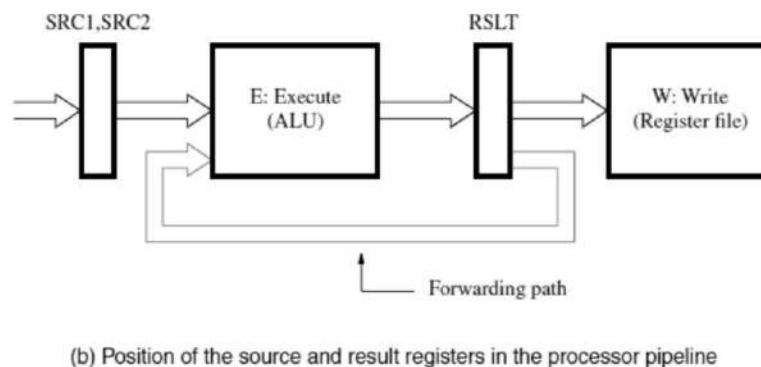 SRC1,SRC2
RSLT
E: Execute
(ALU)
W: Write
(Register file)
Forwarding path
(b) Position of the source and result registers in the processor pipeline